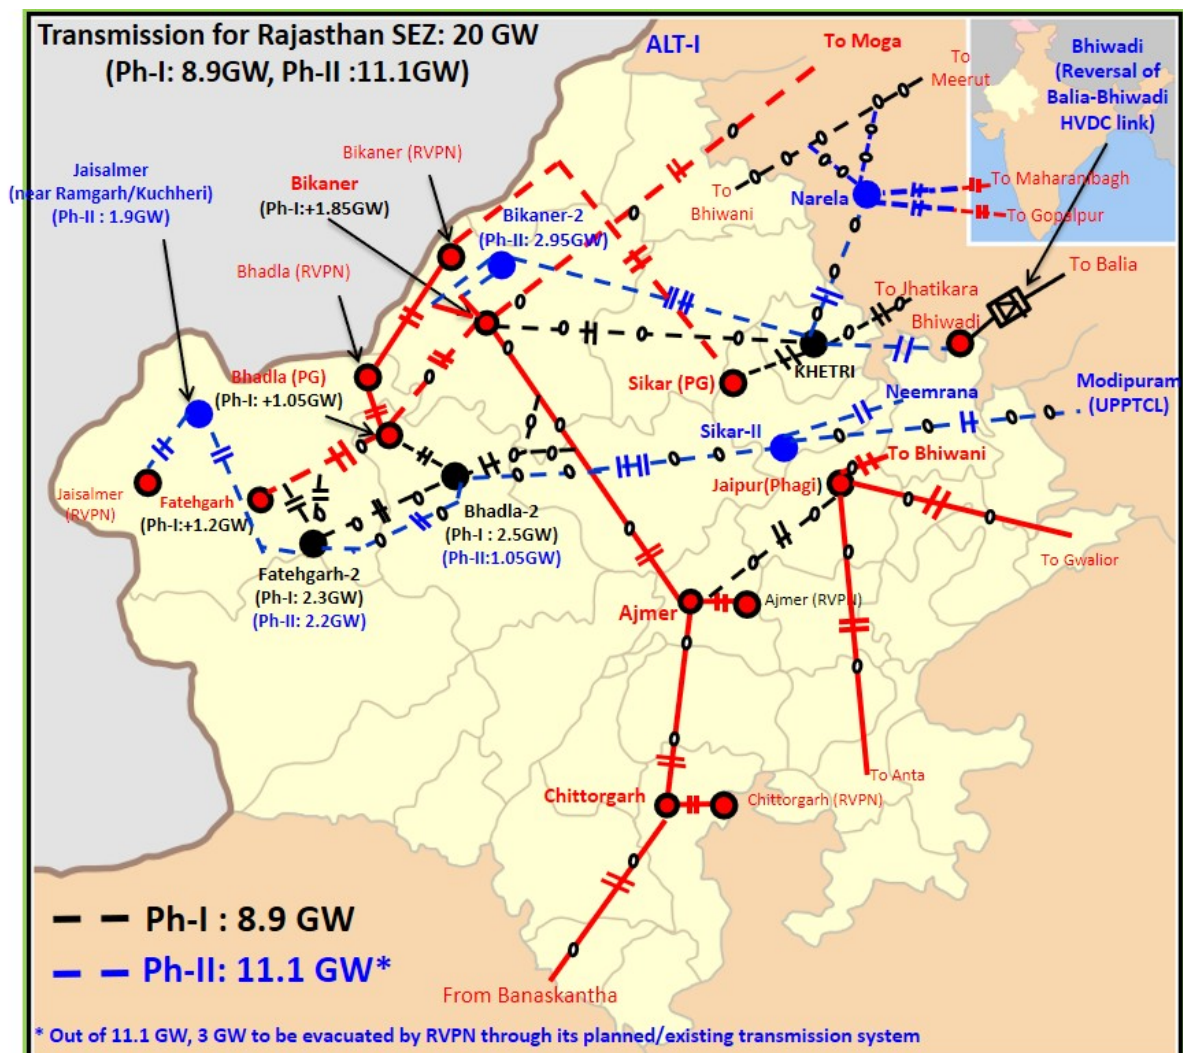 Transmission for Rajasthan SEZ: 20 GW
(Ph-I: 8.9GW, Ph-II :11.1GW)
ALT-I
To Moga
To
Meerut
Bhiwadi
(Reversal of
Balia-Bhiwadi
HVDC link)
Jaisalmer
(near Ramgarh/Kuchheri)
(Ph-II : 1.9GW)
Bikaner (RVPN)
Bikaner
(Ph-I:+1.85GW)
Bikaner-2
(Ph-II: 2.95GW)
To
Bhiwani
Narela
To Maharanibagh
To Gopalpur
Bhadla (RVPN)
To Balia
To Jhatikara
Bhiwadi
KHETRI
Bhadla (PG)
(Ph-I: +1.05GW)
Sikar (PG)
Neemrana
Modipuram
(UPPTCL)
Sikar-II
To Bhiwani
Jaisalmer
(RVPN)
Fatehgarh
(Ph-I:+1.2GW)
Jaipur(Phagi)
Bhadla-2
(Ph-I : 2.5GW)
(Ph-II:1.05GW)
To Gwalior
Fatehgarh-2
(Ph-I: 2.3GW)
(Ph-II: 2.2GW)
Ajmer
Ajmer (RVPN)
To Anta
Chittorgarh
Chittorgarh (RVPN)
Ph-I : 8.9 GW
Ph-II: 11.1 GW*
From Banaskantha
* Out of 11.1 GW, 3 GW to be evacuated by RVPN through its planned/existing transmission system